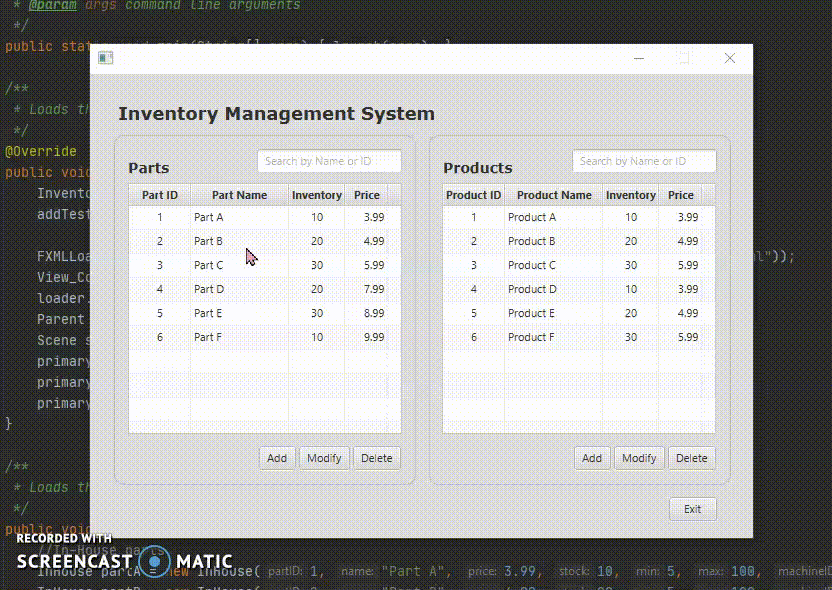 * @param args command line arguments
*/
public stat
/**
* Loads th
*/
@Override
public void
Invento
addTest
FXMLLoa
l"));
View_Co
loader.
Parent
Scene s
primary
primary
primary
}
/**
* Loads th
*/
public void
//In-House parts
InHouse partA = new InHouse( partID: 1, name: "Part A", price: 3.99, stock: 10, min: 5, max: 100, machineID
Inventory Management System
Parts
Search by Name or ID
Part ID Part Name Inventory Price
1 Part A 10 3.99
2 Part B 20 4.99
3 Part C 30 5.99
4 Part D 20 7.99
5 Part E 30 8.99
6 Part F 10 9.99
Add Modify Delete
Products
Search by Name or ID
Product ID Product Name Inventory Price
1 Product A 10 3.99
2 Product B 20 4.99
3 Product C 30 5.99
4 Product D 10 3.99
5 Product E 20 4.99
6 Product F 30 5.99
Add Modify Delete
Exit
RECORDED WITH
SCREENCAST MATIC